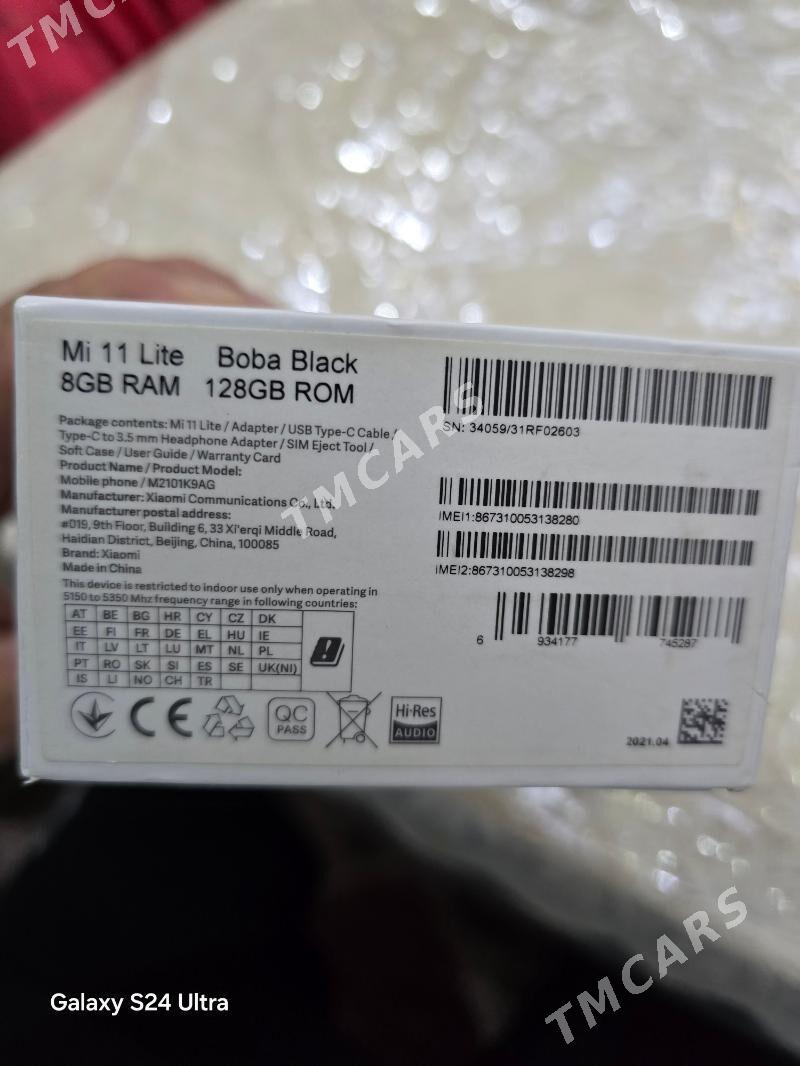 TMCARS
Mi 11 Lite Boba Black
8GB RAM 128GB ROM
Package contents: Mi 11 Lite / Adapter / USB Type-C Cable /
Type-C to 3.5 mm Headphone Adapter / SIM Eject Tool /
Soft Case / User Guide / Warranty Card
Product Name / Product Model:
Mobile phone / M2101K9AG
Manufacturer: Xiaomi Communications Co., Ltd.
Manufacturer postal address:
#019, 9th Floor, Building 6, 33 Xi'erqi Middle Road,
Haidian District, Beijing, China, 100085
Brand: Xiaomi
Made in China
This device is restricted to indoor use only when operating in
5150 to 5350 Mhz frequency range in following countries:
AT BE BG HR CY CZ DK
EE FI FR DE EL HU IE
IT LV LT LU MT NL PL
PT RO SK SI ES SE UK(NI)
IS LI NO CH TR
CE
QC
PASS
Hi-Res
AUDIO
SN: 34059/31RF02603
IMEI1:867310053138280
IMEI2:867310053138298
6 934177 745287
2021.04
TMCARS
TMCARS
Galaxy S24 Ultra